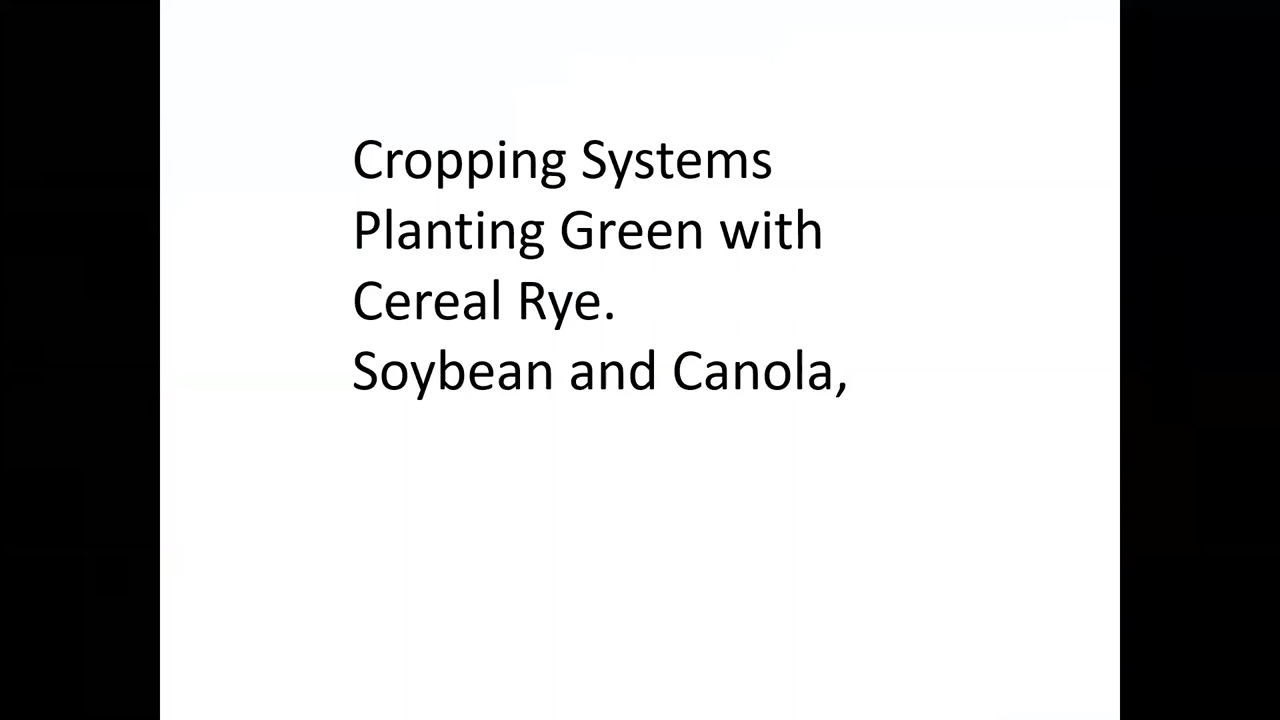 Cropping Systems
Planting Green with
Cereal Rye.
Soybean and Canola,